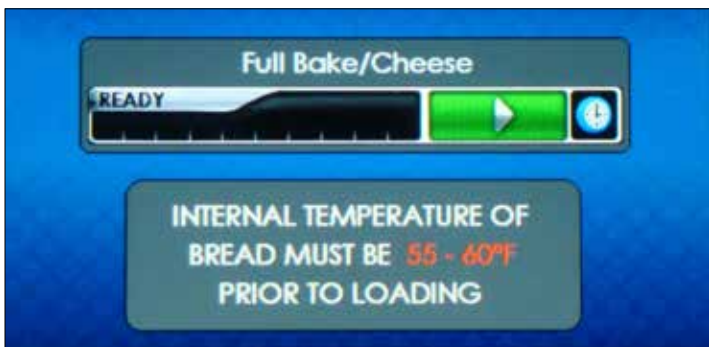 Full Bake/Cheese
READY
INTERNAL TEMPERATURE OF
BREAD MUST BE 55 - 60°F
PRIOR TO LOADING